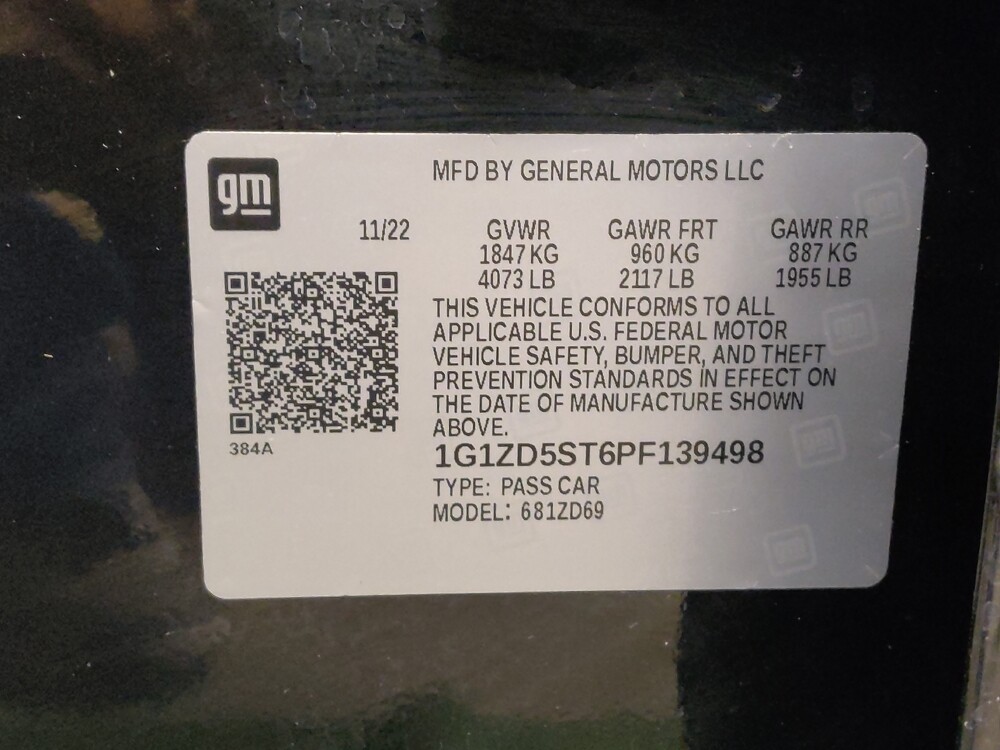 gm
MFD BY GENERAL MOTORS LLC
11/22 GVWR GAWR FRT GAWR RR
1847 KG 960 KG 887 KG
4073 LB 2117 LB 1955 LB
THIS VEHICLE CONFORMS TO ALL
APPLICABLE U.S. FEDERAL MOTOR
VEHICLE SAFETY, BUMPER, AND THEFT
PREVENTION STANDARDS IN EFFECT ON
THE DATE OF MANUFACTURE SHOWN
ABOVE.
384A
1G1ZD5ST6PF139498
TYPE: PASS CAR
MODEL: 681ZD69